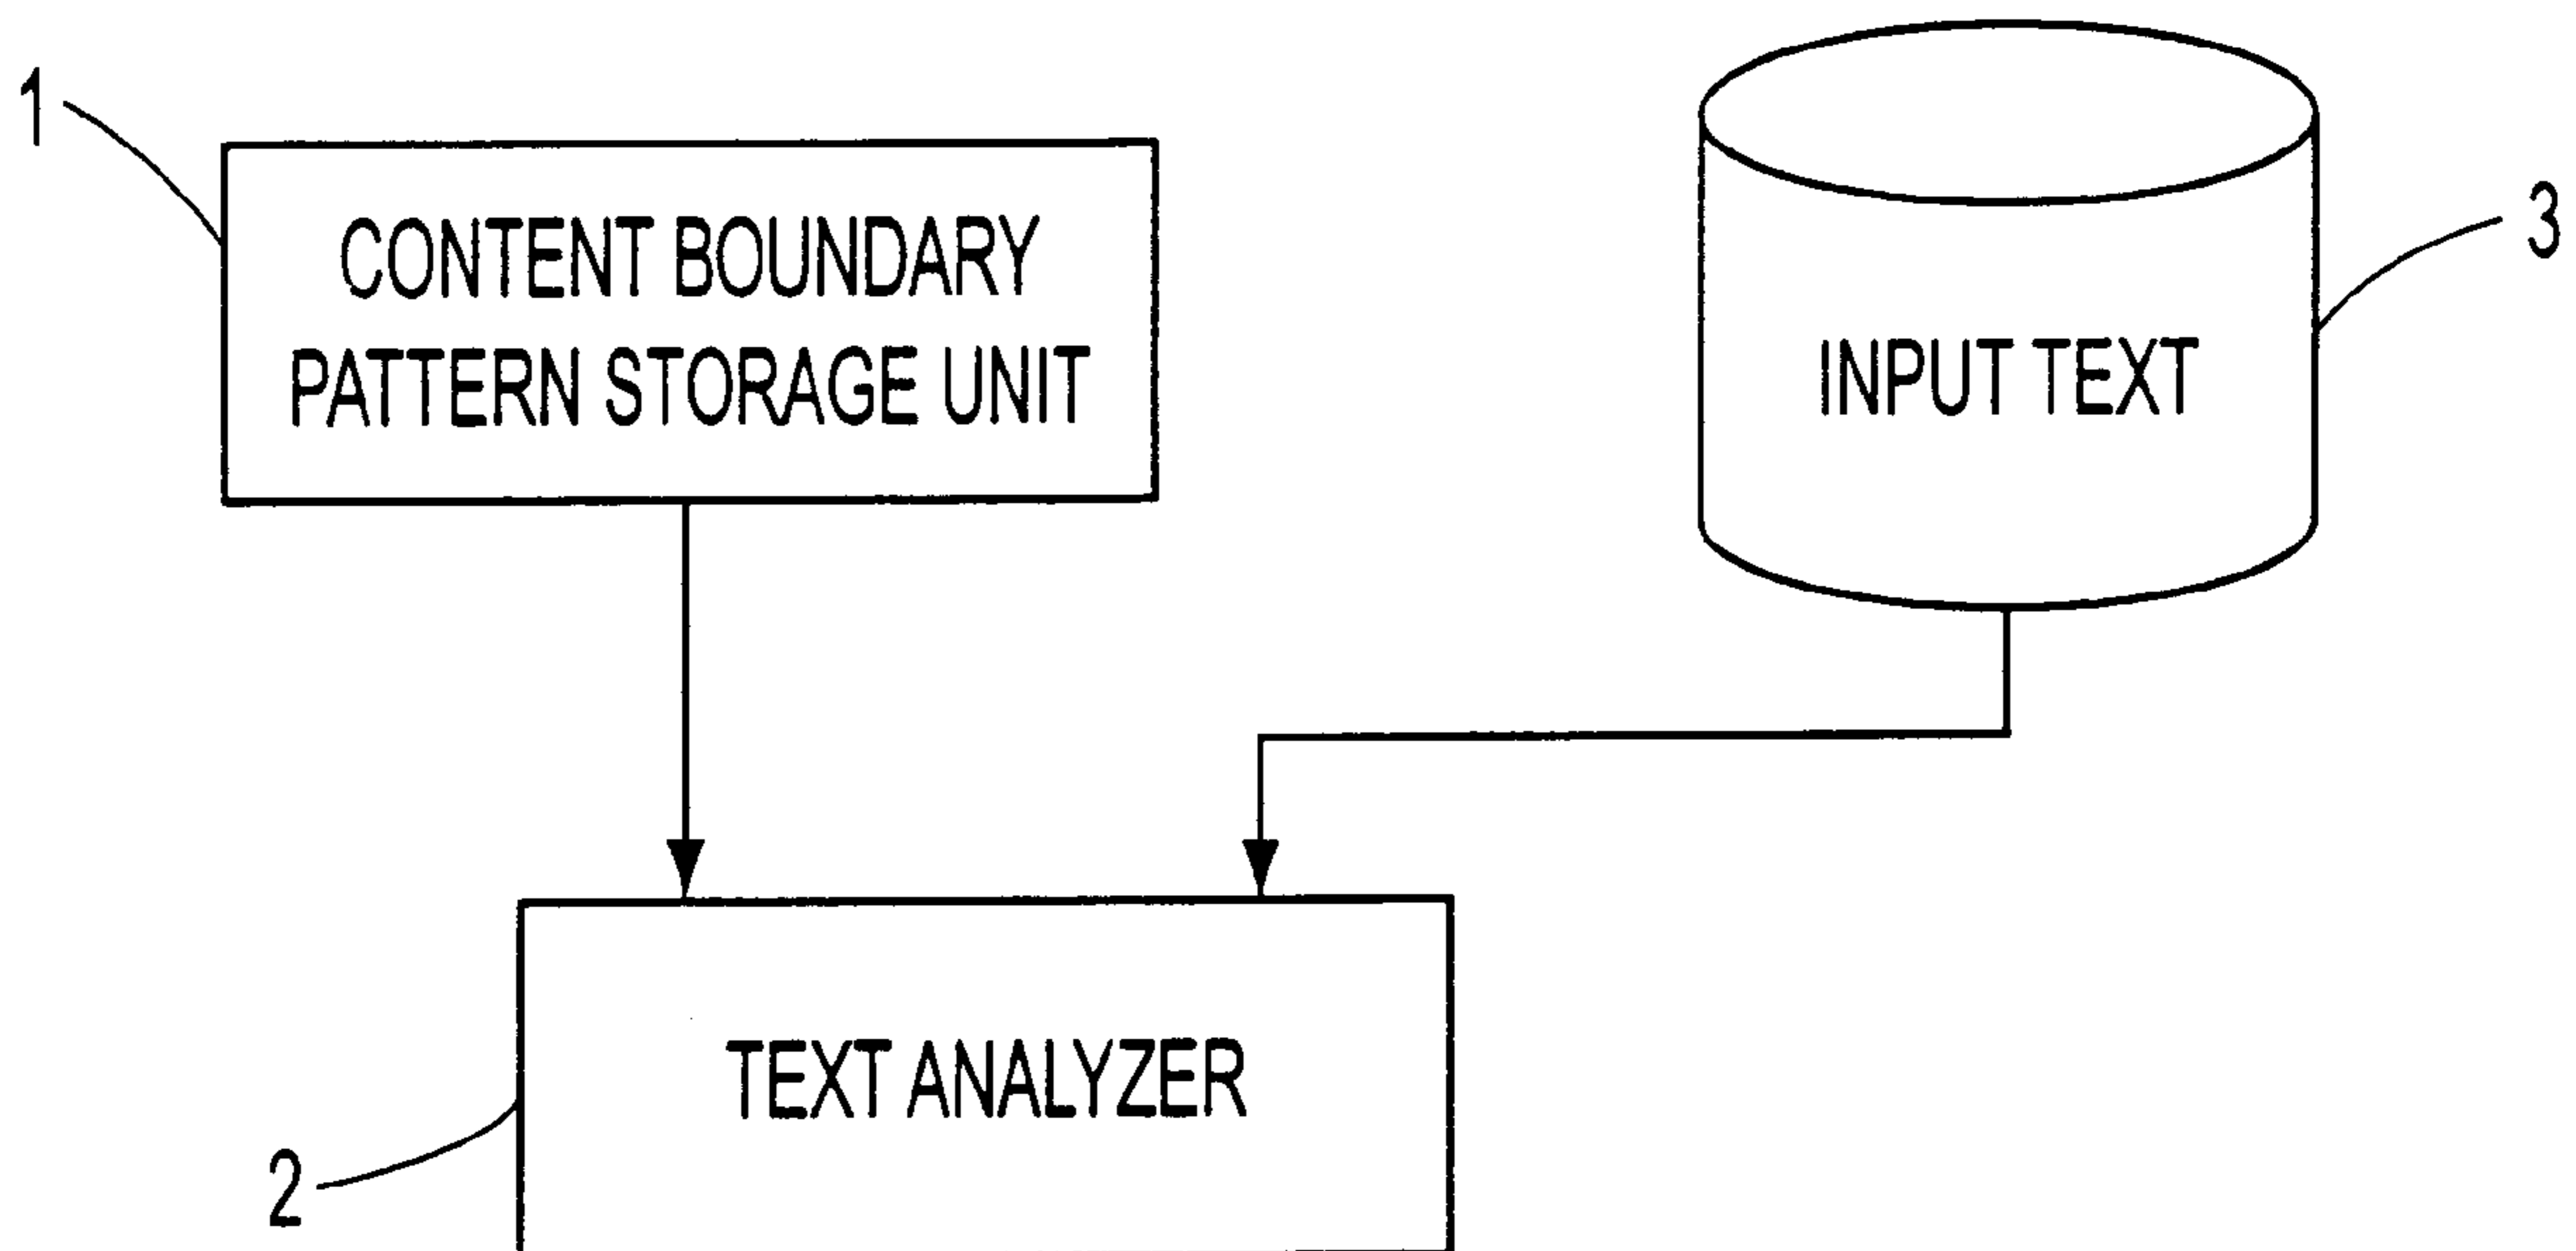 1
CONTENT BOUNDARY
PATTERN STORAGE UNIT
3
INPUT TEXT
TEXT ANALYZER
2